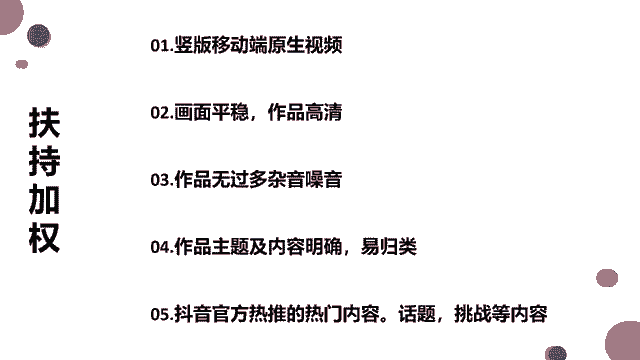 扶持加权
01.竖版移动端原生视频
02.画面平稳，作品高清
03.作品无过多杂音噪音
04.作品主题及内容明确，易归类
05.抖音官方热推的热门内容。话题，挑战等内容